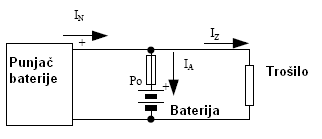 I_N
+
I_Z
Punjač
baterije
Po
+
I_A
Trošilo
Baterija